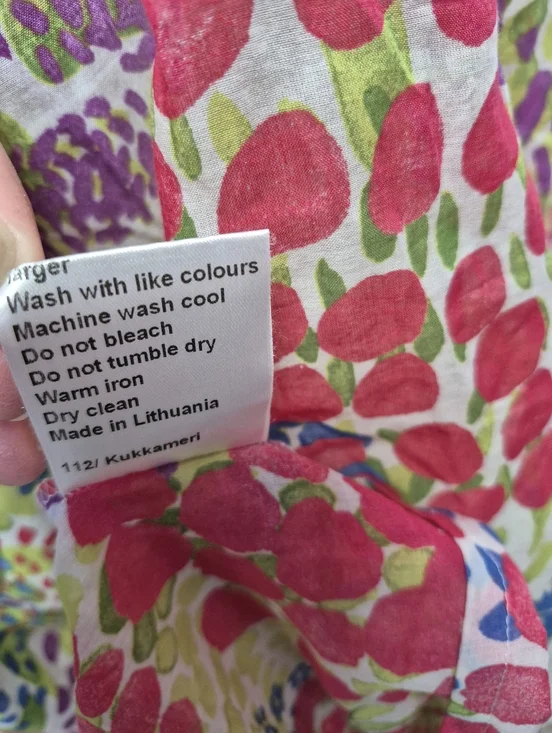 larger
Wash with like colours
Machine wash cool
Do not bleach
Do not tumble dry
Warm iron
Dry clean
Made in Lithuania
112/ Kukkameri